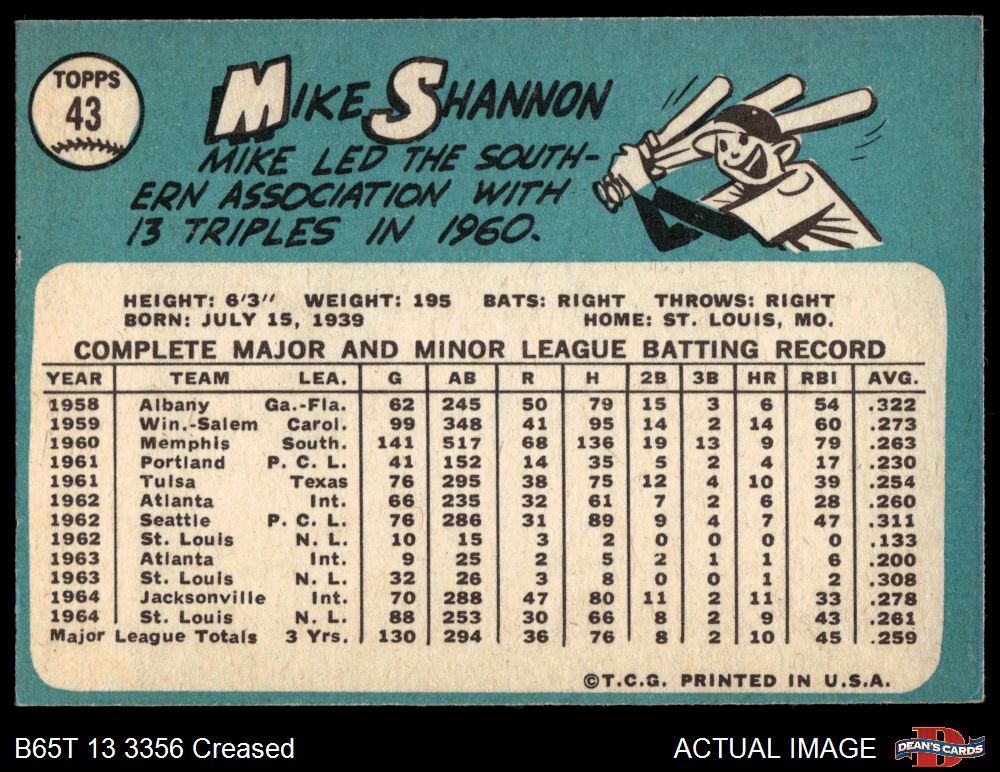 TOPPS
43
MIKE SHANNON
MIKE LED THE SOUTH-
ERN ASSOCIATION WITH
13 TRIPLES IN 1960.
HEIGHT: 6'3" WEIGHT: 195 BATS: RIGHT THROWS: RIGHT
BORN: JULY 15, 1939 HOME: ST. LOUIS, MO.
COMPLETE MAJOR AND MINOR LEAGUE BATTING RECORD
YEAR TEAM LEA. G AB R H 2B 3B HR RBI AVG.
1958 Albany Ga.-Fla. 62 245 50 79 15 3 6 54 .322
1959 Win.-Salem Carol. 99 348 41 95 14 2 14 60 .273
1960 Memphis South. 141 517 68 136 19 13 9 79 .263
1961 Portland P. C. L. 41 152 14 35 5 2 4 17 .230
1961 Tulsa Texas 76 295 38 75 12 4 10 39 .254
1962 Atlanta Int. 66 235 32 61 7 2 6 28 .260
1962 Seattle P. C. L. 76 286 31 89 9 4 7 47 .311
1962 St. Louis N. L. 10 15 3 2 0 0 0 0 .133
1963 Atlanta Int. 9 25 2 5 2 1 1 6 .200
1963 St. Louis N. L. 32 26 3 8 0 0 1 2 .308
1964 Jacksonville Int. 70 288 47 80 11 2 11 33 .278
1964 St. Louis N. L. 88 253 30 66 8 2 9 43 .261
Major League Totals 3 Yrs. 130 294 36 76 8 2 10 45 .259
©T.C.G. PRINTED IN U.S.A.
B65T 13 3356 Creased ACTUAL IMAGE
DEAN'S CARDS